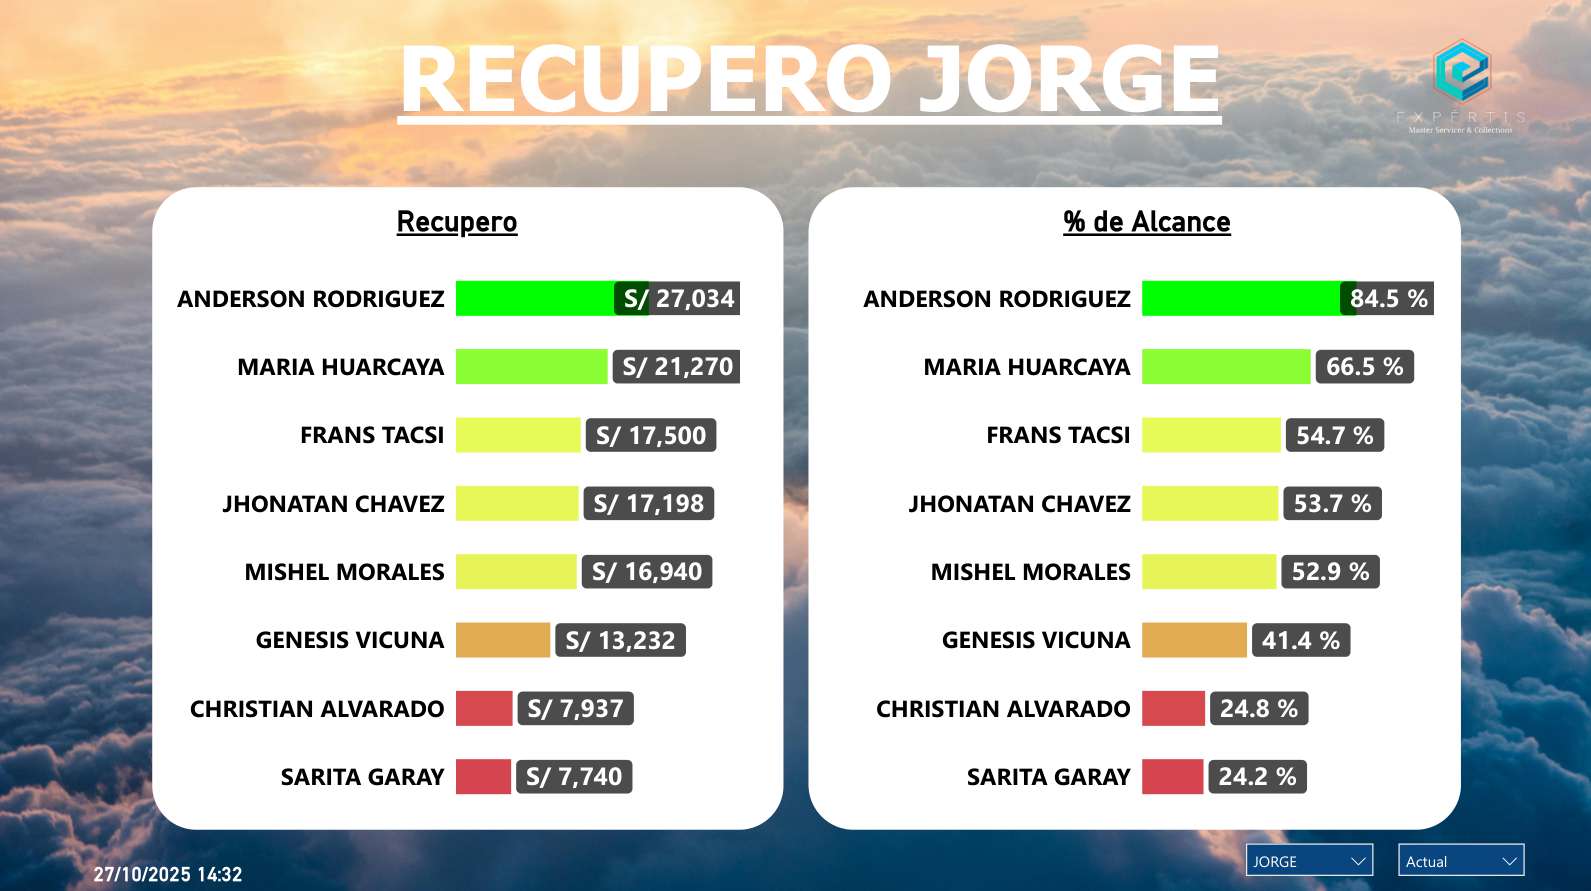 RECUPERO JORGE
EXPERTIS
Master Servicer & Collections
Recupero
ANDERSON RODRIGUEZ S/ 27,034
MARIA HUARCAYA S/ 21,270
FRANS TACSI S/ 17,500
JHONATAN CHAVEZ S/ 17,198
MISHEL MORALES S/ 16,940
GENESIS VICUNA S/ 13,232
CHRISTIAN ALVARADO S/ 7,937
SARITA GARAY S/ 7,740
% de Alcance
ANDERSON RODRIGUEZ 84.5 %
MARIA HUARCAYA 66.5 %
FRANS TACSI 54.7 %
JHONATAN CHAVEZ 53.7 %
MISHEL MORALES 52.9 %
GENESIS VICUNA 41.4 %
CHRISTIAN ALVARADO 24.8 %
SARITA GARAY 24.2 %
27/10/2025 14:32
JORGE
Actual